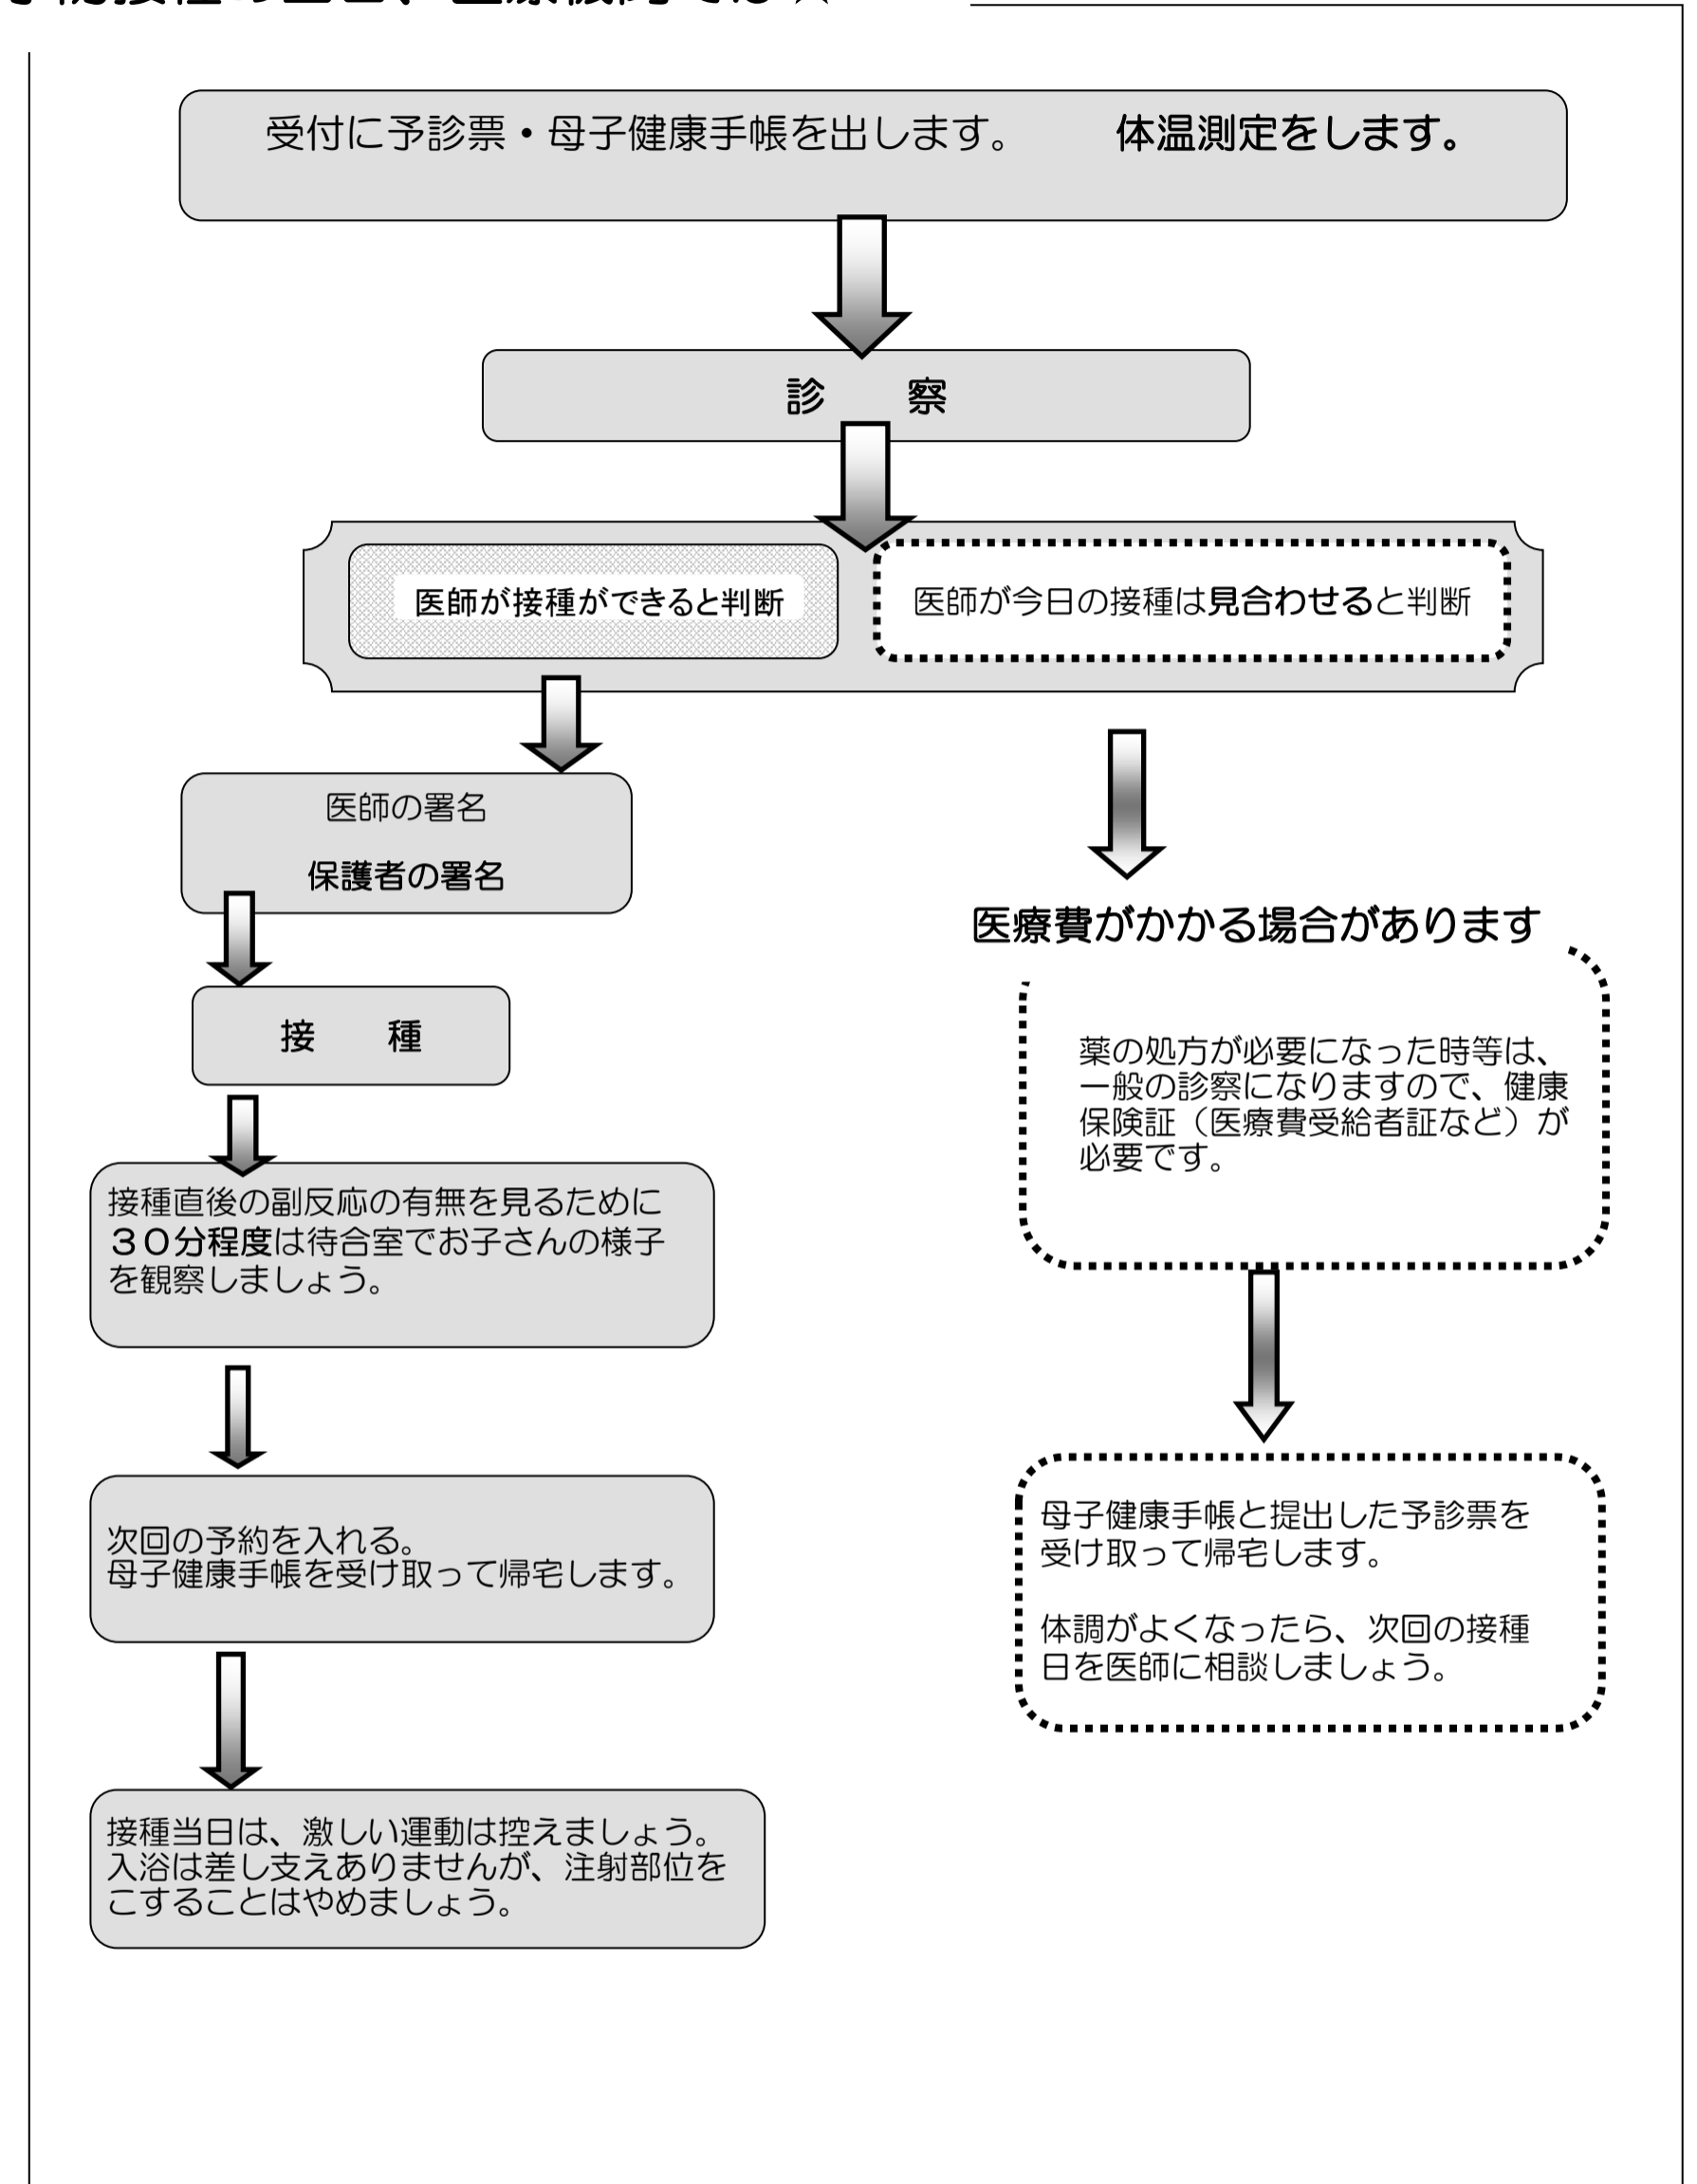 受付に予診票・母子健康手帳を出します。　体温測定をします。
診　察
医師が接種ができると判断
医師が今日の接種は見合わせると判断
医師の署名
保護者の署名
接　種
接種直後の副反応の有無を見るために
３０分程度は待合室でお子さんの様子
を観察しましょう。
次回の予約を入れる。
母子健康手帳を受け取って帰宅します。
接種当日は、激しい運動は控えましょう。
入浴は差し支えありませんが、注射部位を
こすることはやめましょう。
医療費がかかる場合があります
薬の処方が必要になった時等は、
一般の診察になりますので、健康
保険証（医療費受給者証など）が
必要です。
母子健康手帳と提出した予診票を
受け取って帰宅します。
体調がよくなったら、次回の接種
日を医師に相談しましょう。